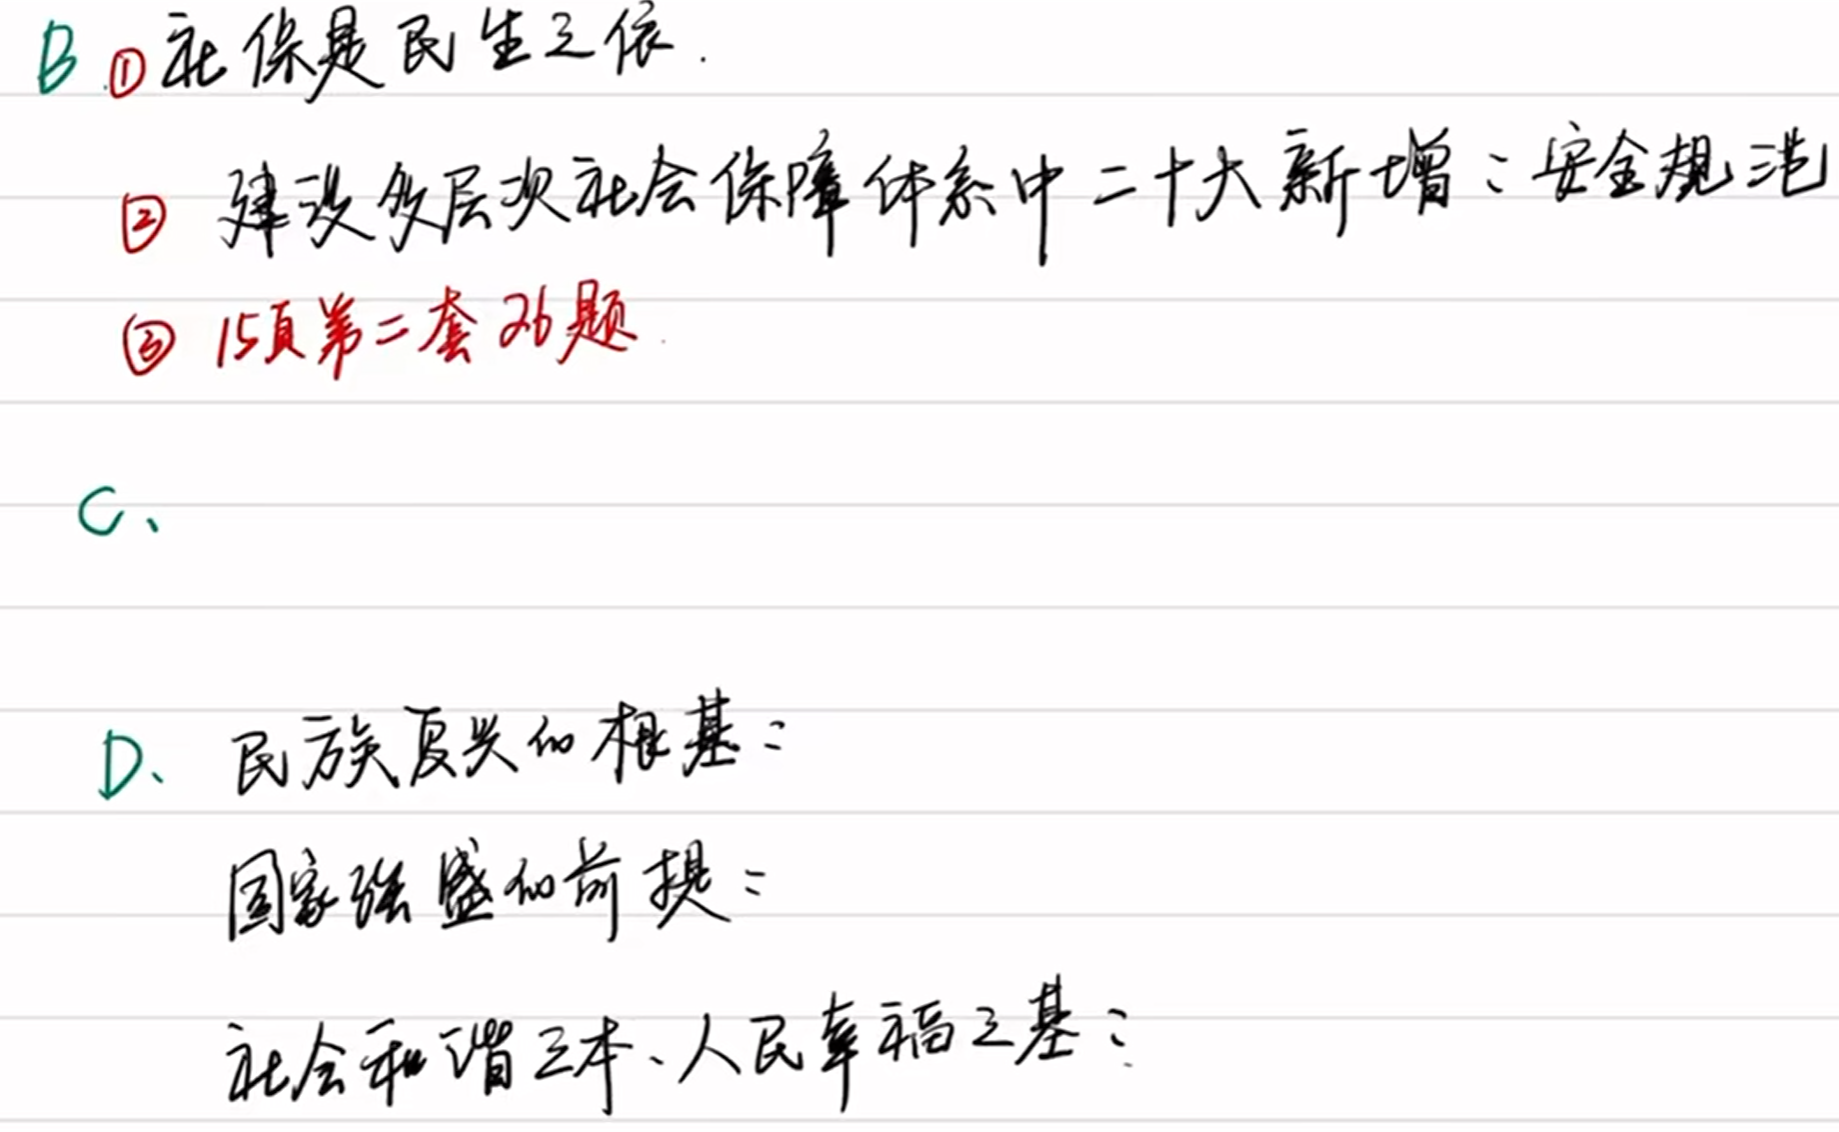 B ①社保是民生之依.
② 建设多层次社会保障体系中二十大新增：安全规范
③ 15页第二套26题
C、
D、民族复兴的根基：
国家强盛的前提：
社会和谐之本、人民幸福之基：